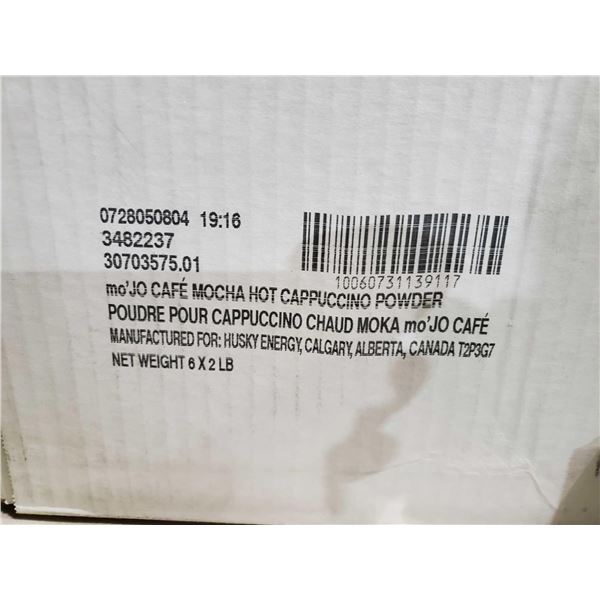 0728050804 19:16
3482237
30703575.01
10060731139117
mo'JO CAFÉ MOCHA HOT CAPPUCCINO POWDER
POUDRE POUR CAPPUCCINO CHAUD MOKA mo'JO CAFÉ
MANUFACTURED FOR: HUSKY ENERGY, CALGARY, ALBERTA, CANADA T2P3G7
NET WEIGHT 6 X 2 LB